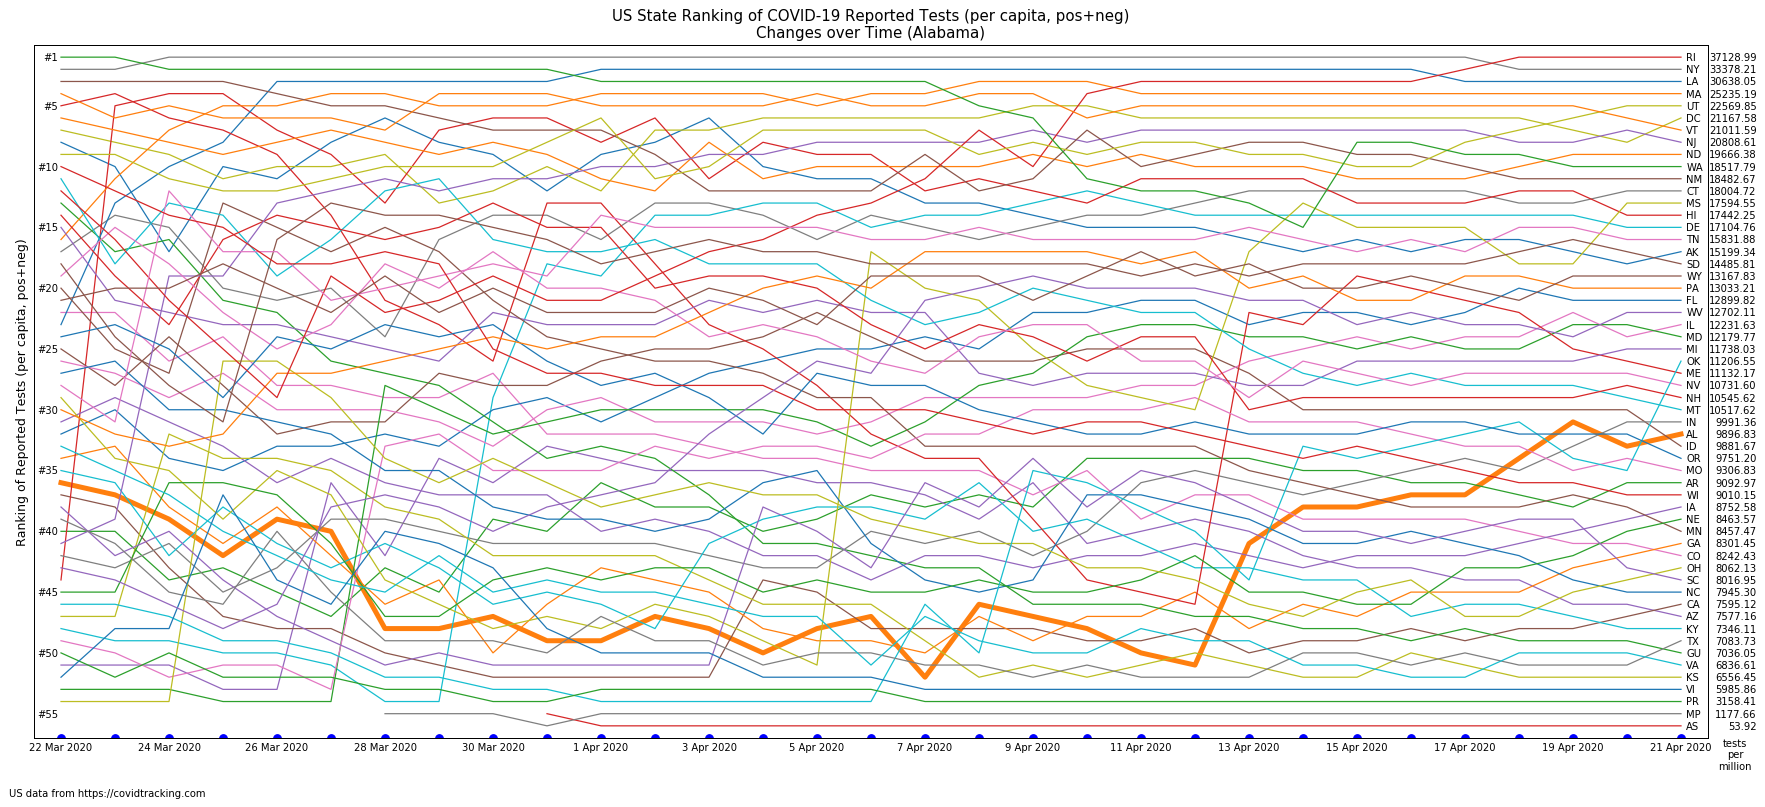 US State Ranking of COVID-19 Reported Tests (per capita, pos+neg)
Changes over Time (Alabama)
Ranking of Reported Tests (per capita, pos+neg)
#1
#5
#10
#15
#20
#25
#30
#35
#40
#45
#50
#55
RI 37128.99
NY 33378.21
LA 30638.05
MA 25235.19
UT 22569.85
DC 21167.58
VT 21011.59
NJ 20808.61
ND 19666.38
WA 18517.79
NM 18482.67
CT 18004.72
MS 17594.55
HI 17442.25
DE 17104.76
TN 15831.88
AK 15199.34
SD 14485.81
WY 13167.83
PA 13033.21
FL 12899.82
WV 12702.11
IL 12231.63
MD 12179.77
MI 11738.03
OK 11206.55
ME 11132.17
NV 10731.60
NH 10545.62
MT 10517.62
IN 9991.36
AL 9896.83
ID 9881.67
OR 9751.20
MO 9306.83
AR 9092.97
WI 9010.15
IA 8752.58
NE 8463.57
MN 8457.47
GA 8301.45
CO 8242.43
OH 8062.13
SC 8016.95
NC 7945.30
CA 7595.12
AZ 7577.16
KY 7346.11
TX 7083.73
GU 7036.05
VA 6836.61
KS 6556.45
VI 5985.86
PR 3158.41
MP 1177.66
AS 53.92
22 Mar 2020
24 Mar 2020
26 Mar 2020
28 Mar 2020
30 Mar 2020
1 Apr 2020
3 Apr 2020
5 Apr 2020
7 Apr 2020
9 Apr 2020
11 Apr 2020
13 Apr 2020
15 Apr 2020
17 Apr 2020
19 Apr 2020
21 Apr 2020
tests
per
million
US data from https://covidtracking.com